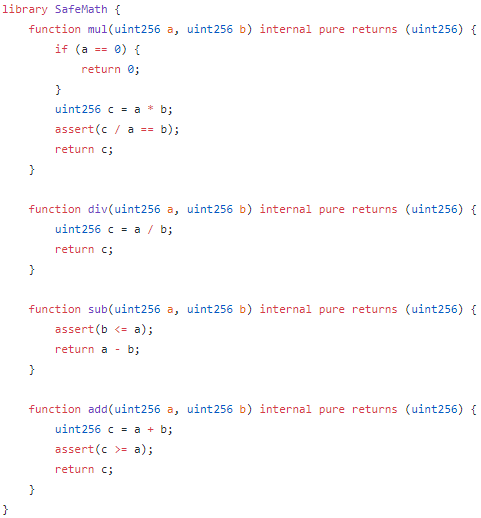 library SafeMath {
    function mul(uint256 a, uint256 b) internal pure returns (uint256) {
        if (a == 0) {
            return 0;
        }
        uint256 c = a * b;
        assert(c / a == b);
        return c;
    }

    function div(uint256 a, uint256 b) internal pure returns (uint256) {
        uint256 c = a / b;
        return c;
    }

    function sub(uint256 a, uint256 b) internal pure returns (uint256) {
        assert(b <= a);
        return a - b;
    }

    function add(uint256 a, uint256 b) internal pure returns (uint256) {
        uint256 c = a + b;
        assert(c >= a);
        return c;
    }
}